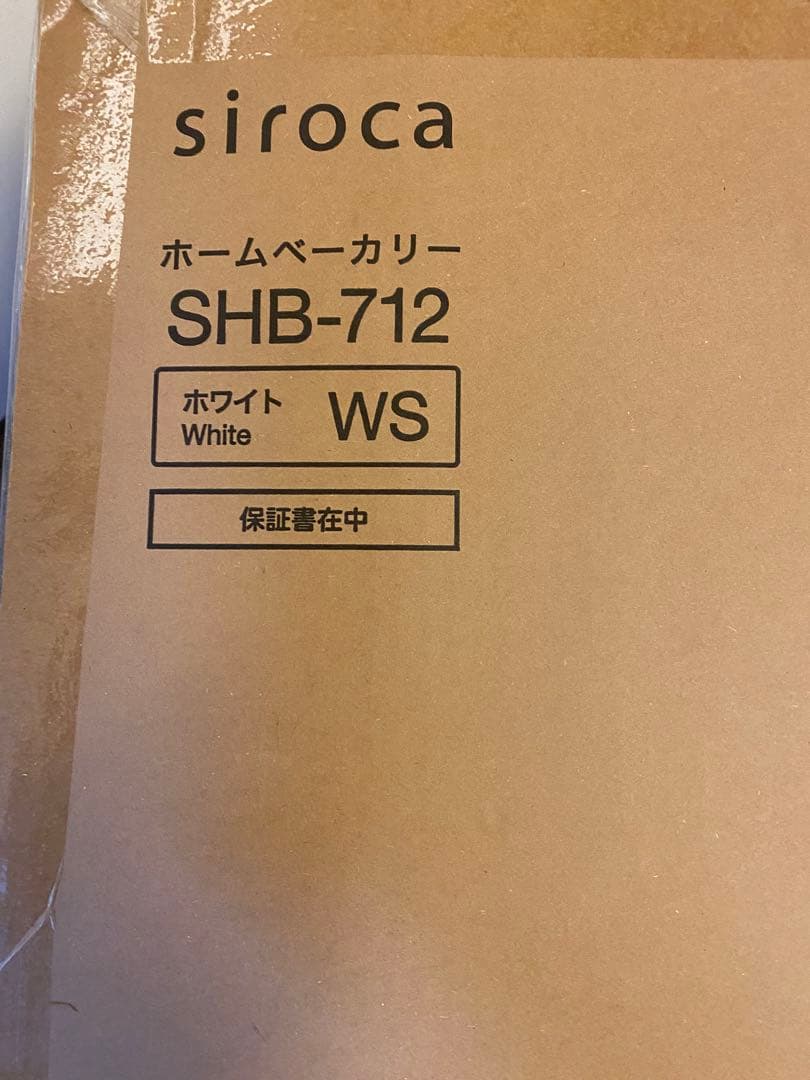 siroca
ホームベーカリー
SHB-712
ホワイト WS
White
保証書在中